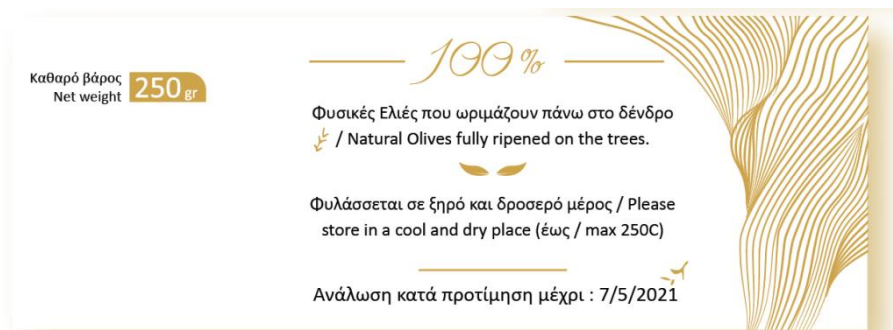 Καθαρό βάρος
Net weight
250 gr
100%
Φυσικές Ελιές που ωριμάζουν πάνω στο δένδρο
/ Natural Olives fully ripened on the trees.
Φυλάσσεται σε ξηρό και δροσερό μέρος / Please
store in a cool and dry place (έως / max 250C)
Ανάλωση κατά προτίμηση μέχρι : 7/5/2021